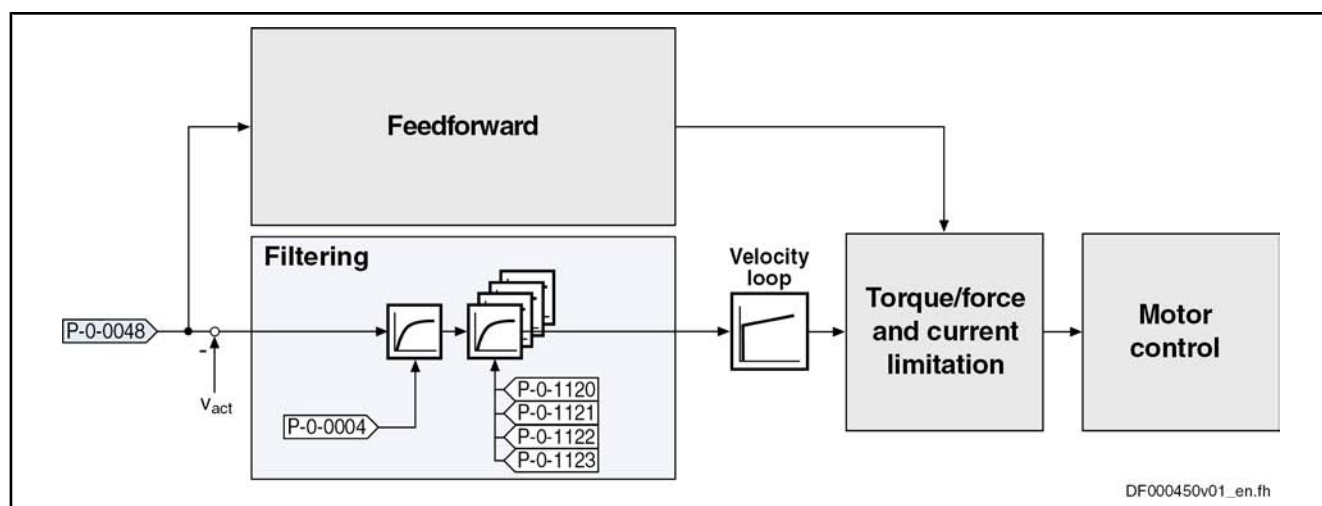 Feedforward
Filtering
Velocity
loop
P-0-0048
-
Torque/force
and current
limitation
Motor
control
vact
P-0-0004
P-0-1120
P-0-1121
P-0-1122
P-0-1123
DF000450v01_en.fh